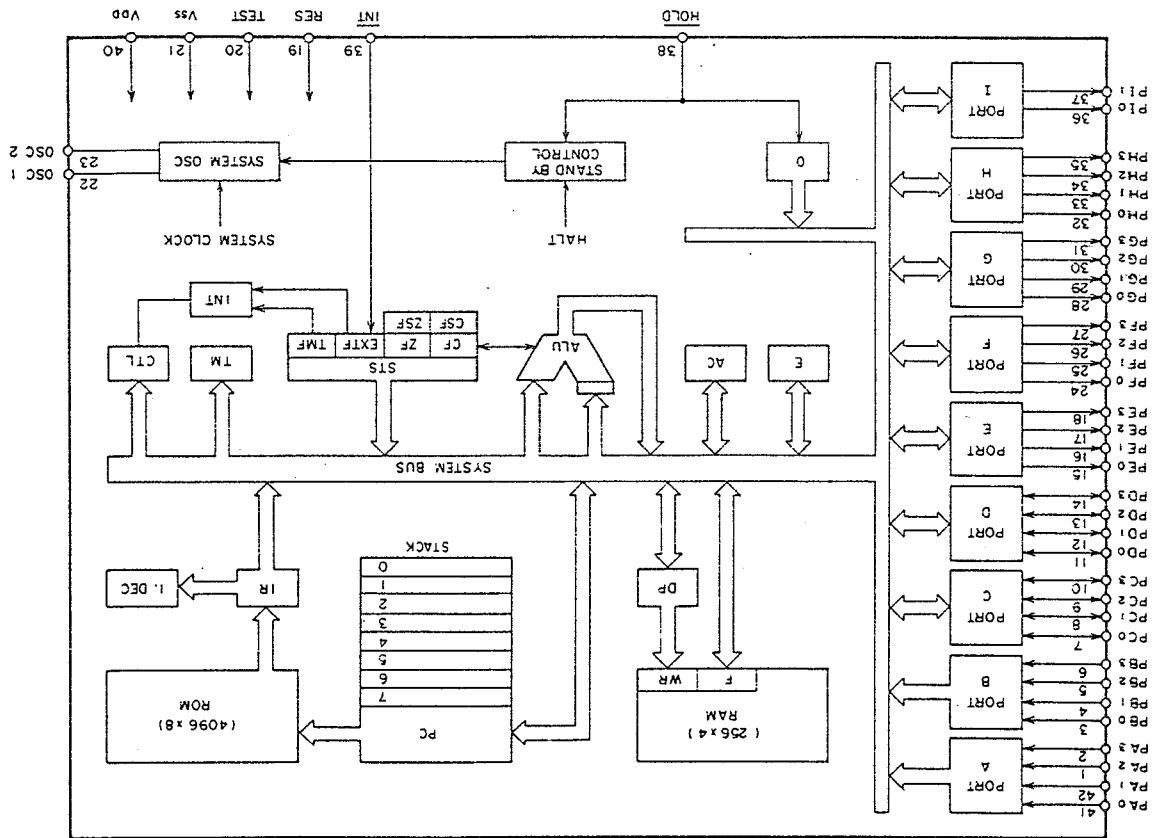 PA0 41
PA1 42
PA2 1
PA3 2
PORT
A
PB0 3
PB1 4
PB2 5
PB3 6
PORT
B
PC0 7
PC1 8
PC2 9
PC3 10
PORT
C
PD0 11
PD1 12
PD2 13
PD3 14
PORT
D
PE0 15
PE1 16
PE2 17
PE3 18
PORT
E
PF0 24
PF1 25
PF2 26
PF3 27
PORT
F
PG0 28
PG1 29
PG2 30
PG3 31
PORT
G
PH0 32
PH1 33
PH2 34
PH3 35
PORT
H
PI0 36
PI1 37
PORT
I
RAM
(256×4)
F
WR
DP
PC
7
6
5
4
3
2
1
0
STACK
ROM
(4096×8)
IR
I. DEC
SYSTEM BUS
E
AC
ALU
STS
CF
ZF
EXTF
TMF
CSF
ZSF
TM
CTL
INT
0
HALT
STAND BY
CONTROL
SYSTEM CLOCK
SYSTEM OSC
22 OSC 1
23 OSC 2
38
HOLD
39
INT
19
RES
20
TEST
21
VSS
40
VDD